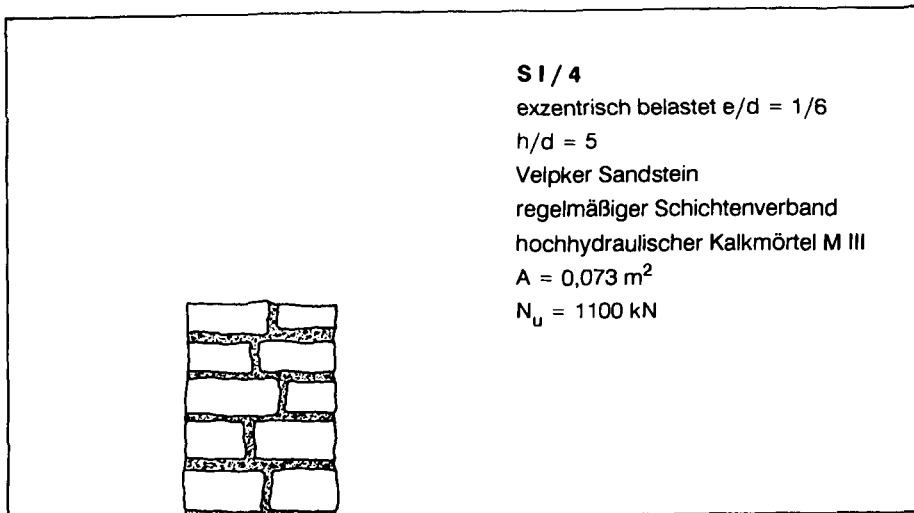 S I / 4
exzentrisch belastet e/d = 1/6
h/d = 5
Velpker Sandstein
regelmäßiger Schichtenverband
hochhydraulischer Kalkmörtel M III
A = 0,073 m²
N_u = 1100 kN